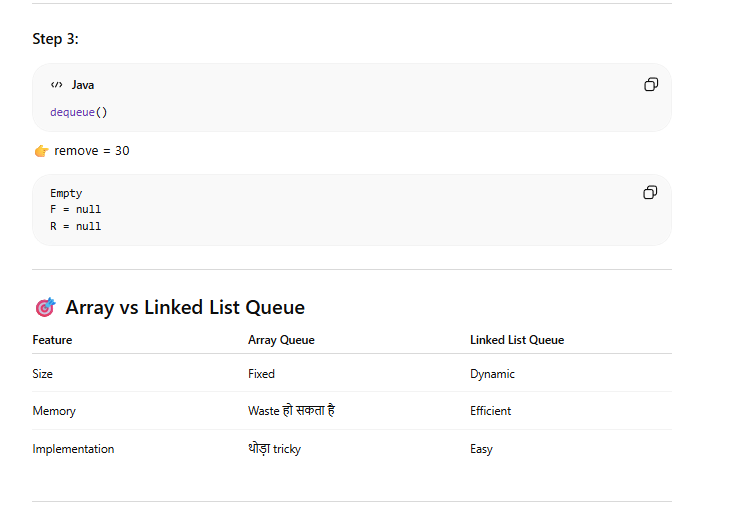 Step 3:
Java
dequeue()
👉 remove = 30
Empty
F = null
R = null
🎯 Array vs Linked List Queue
Feature Array Queue Linked List Queue
Size Fixed Dynamic
Memory Waste हो सकता है Efficient
Implementation थोड़ा tricky Easy